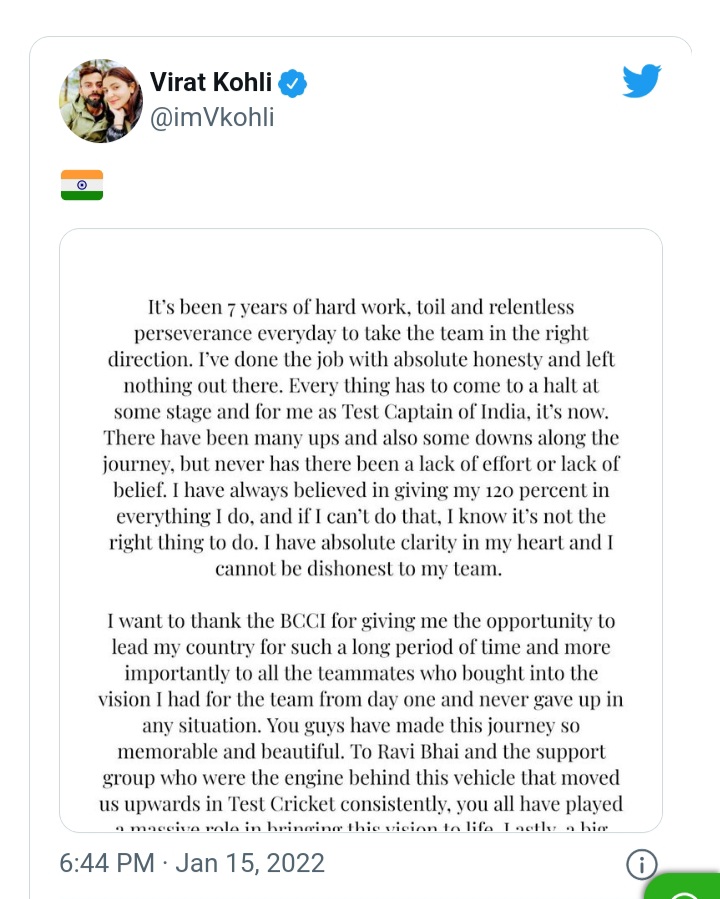 Virat Kohli
@imVkohli
It's been 7 years of hard work, toil and relentless
perseverance everyday to take the team in the right
direction. I've done the job with absolute honesty and left
nothing out there. Every thing has to come to a halt at
some stage and for me as Test Captain of India, it's now.
There have been many ups and also some downs along the
journey, but never has there been a lack of effort or lack of
belief. I have always believed in giving my 120 percent in
everything I do, and if I can't do that, I know it's not the
right thing to do. I have absolute clarity in my heart and I
cannot be dishonest to my team.
I want to thank the BCCI for giving me the opportunity to
lead my country for such a long period of time and more
importantly to all the teammates who bought into the
vision I had for the team from day one and never gave up in
any situation. You guys have made this journey so
memorable and beautiful. To Ravi Bhai and the support
group who were the engine behind this vehicle that moved
us upwards in Test Cricket consistently, you all have played
a massive role in bringing this vision to life. Lastly, a big
6:44 PM · Jan 15, 2022